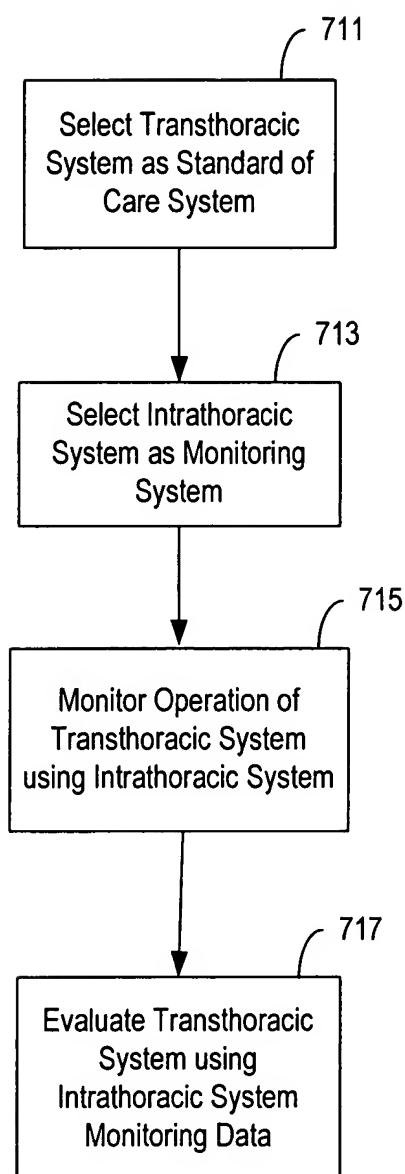 711
Select Transthoracic
System as Standard of
Care System
713
Select Intrathoracic
System as Monitoring
System
715
Monitor Operation of
Transthoracic System
using Intrathoracic System
717
Evaluate Transthoracic
System using
Intrathoracic System
Monitoring Data